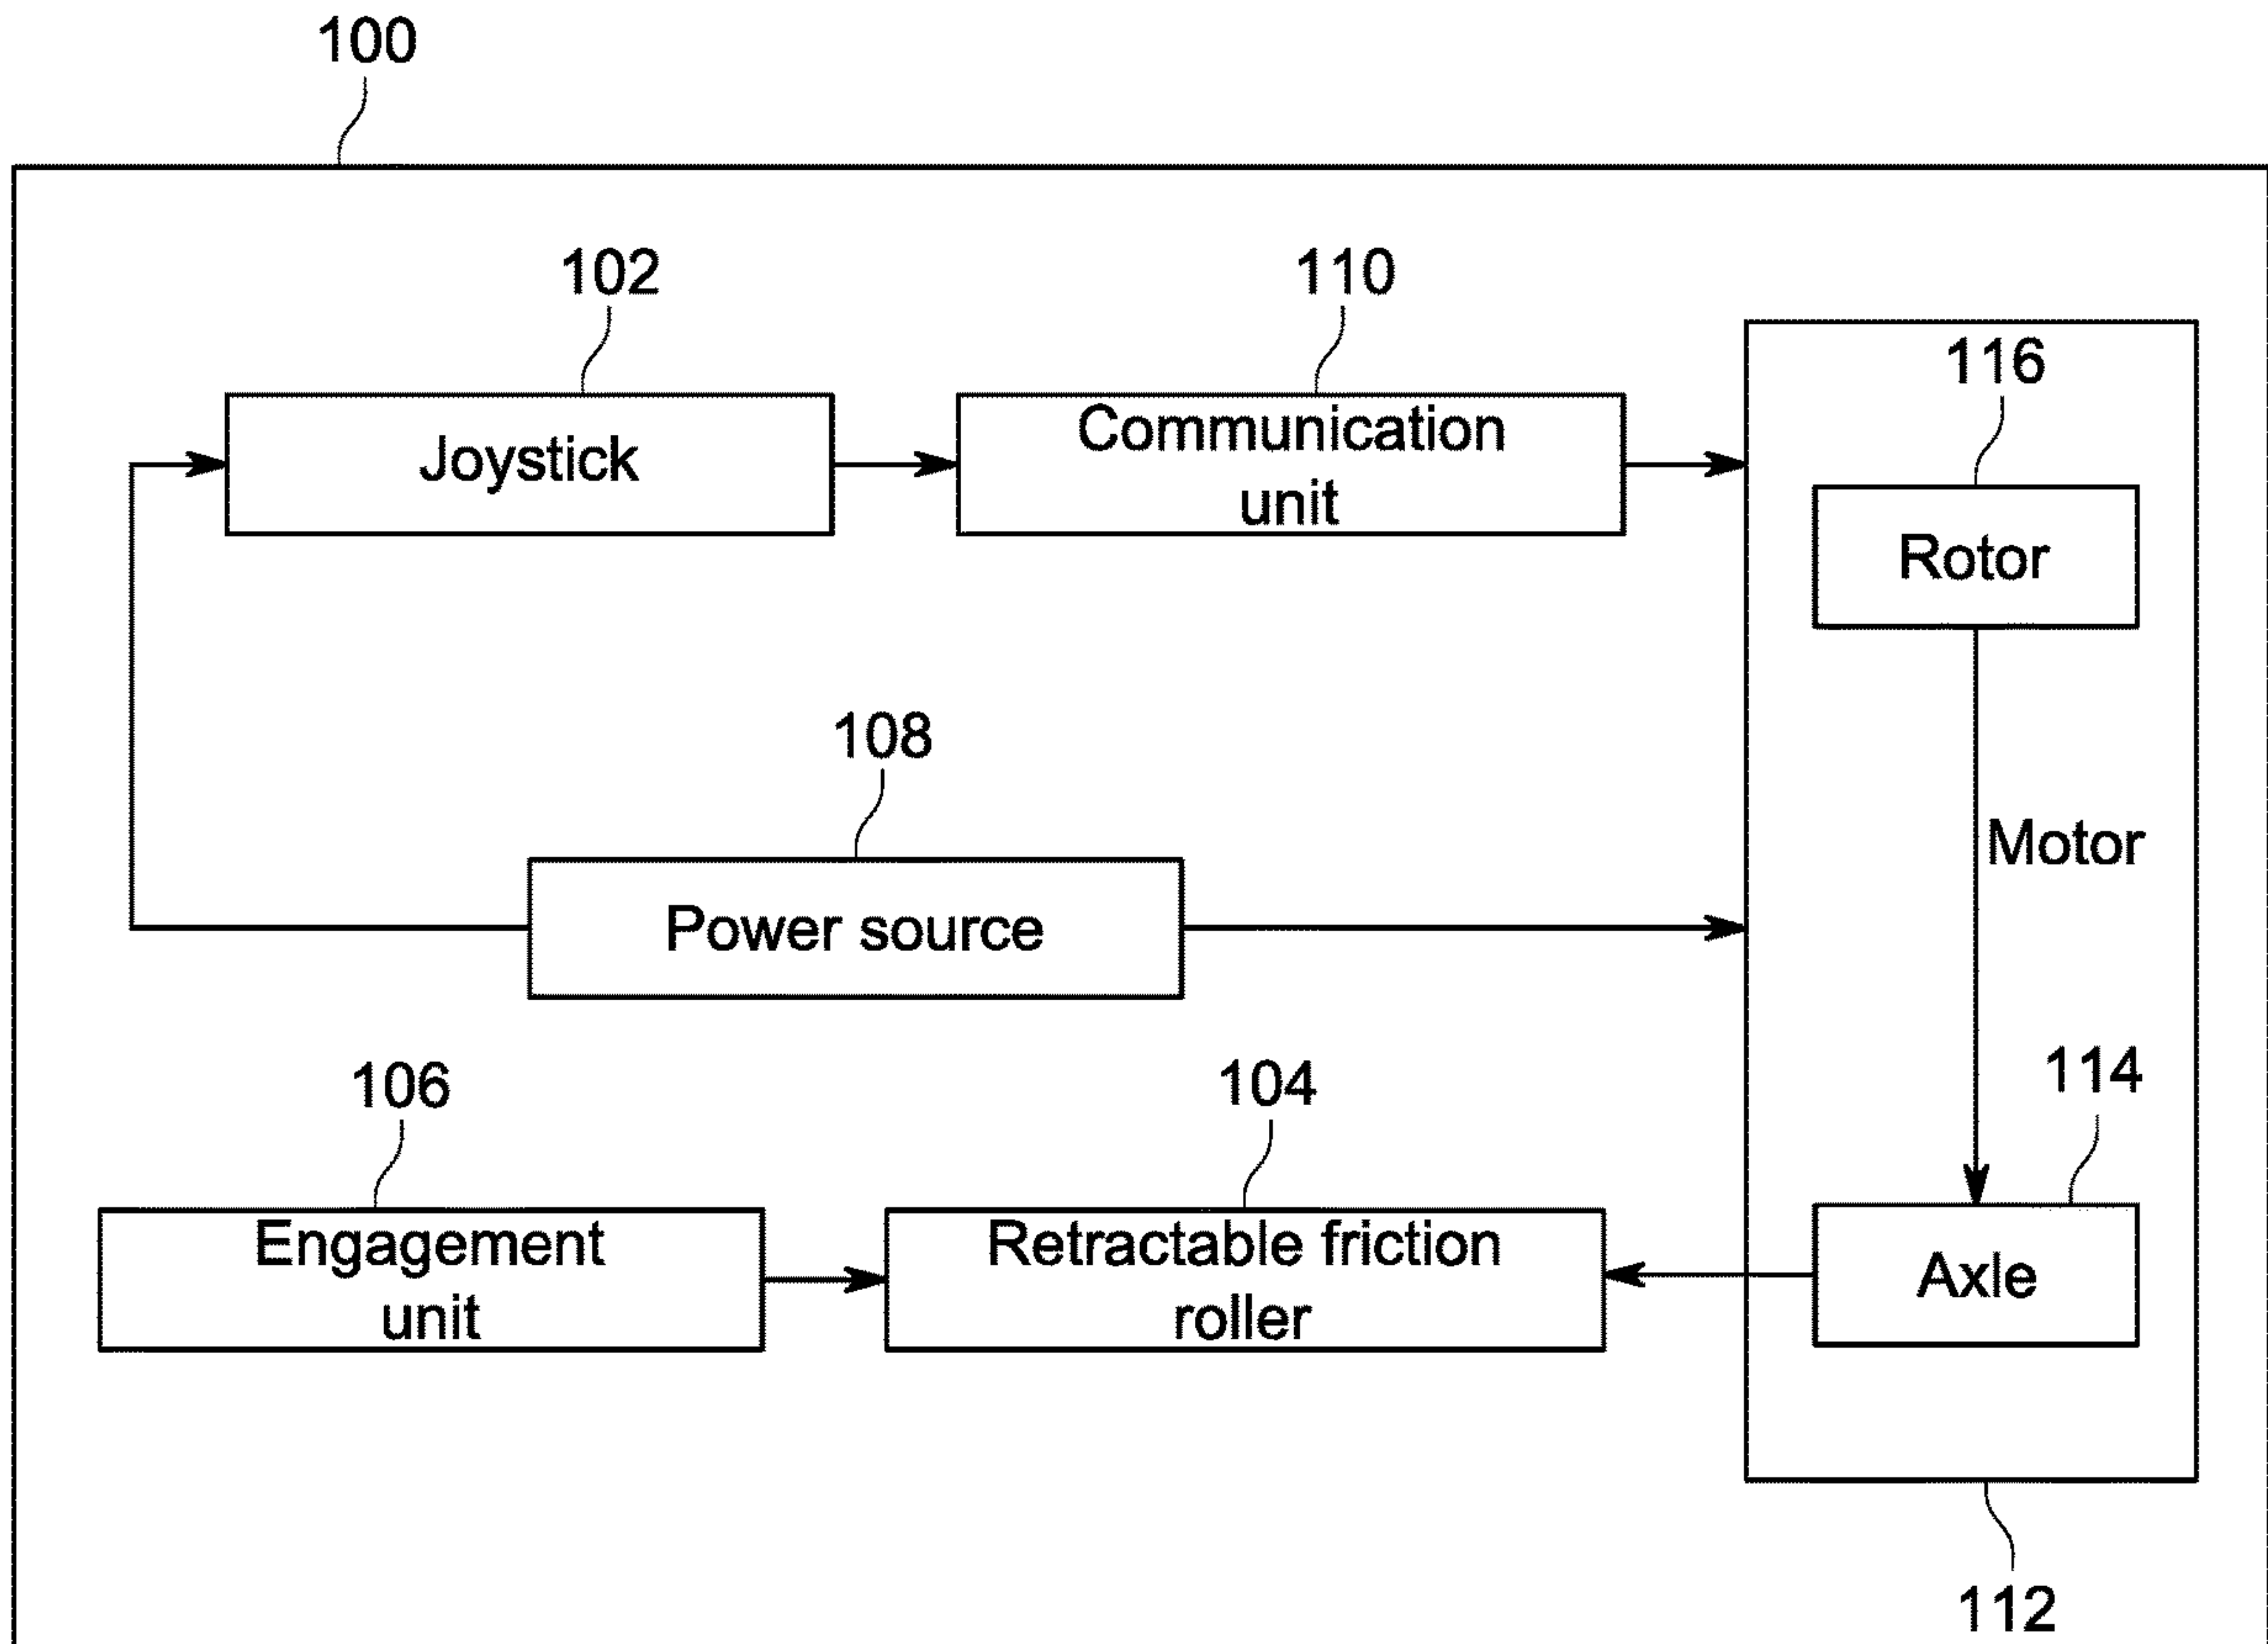 100
102
110
116
Joystick
Communication
unit
Rotor
108
Motor
Power source
106
104
114
Engagement
unit
Retractable friction
roller
Axle
112